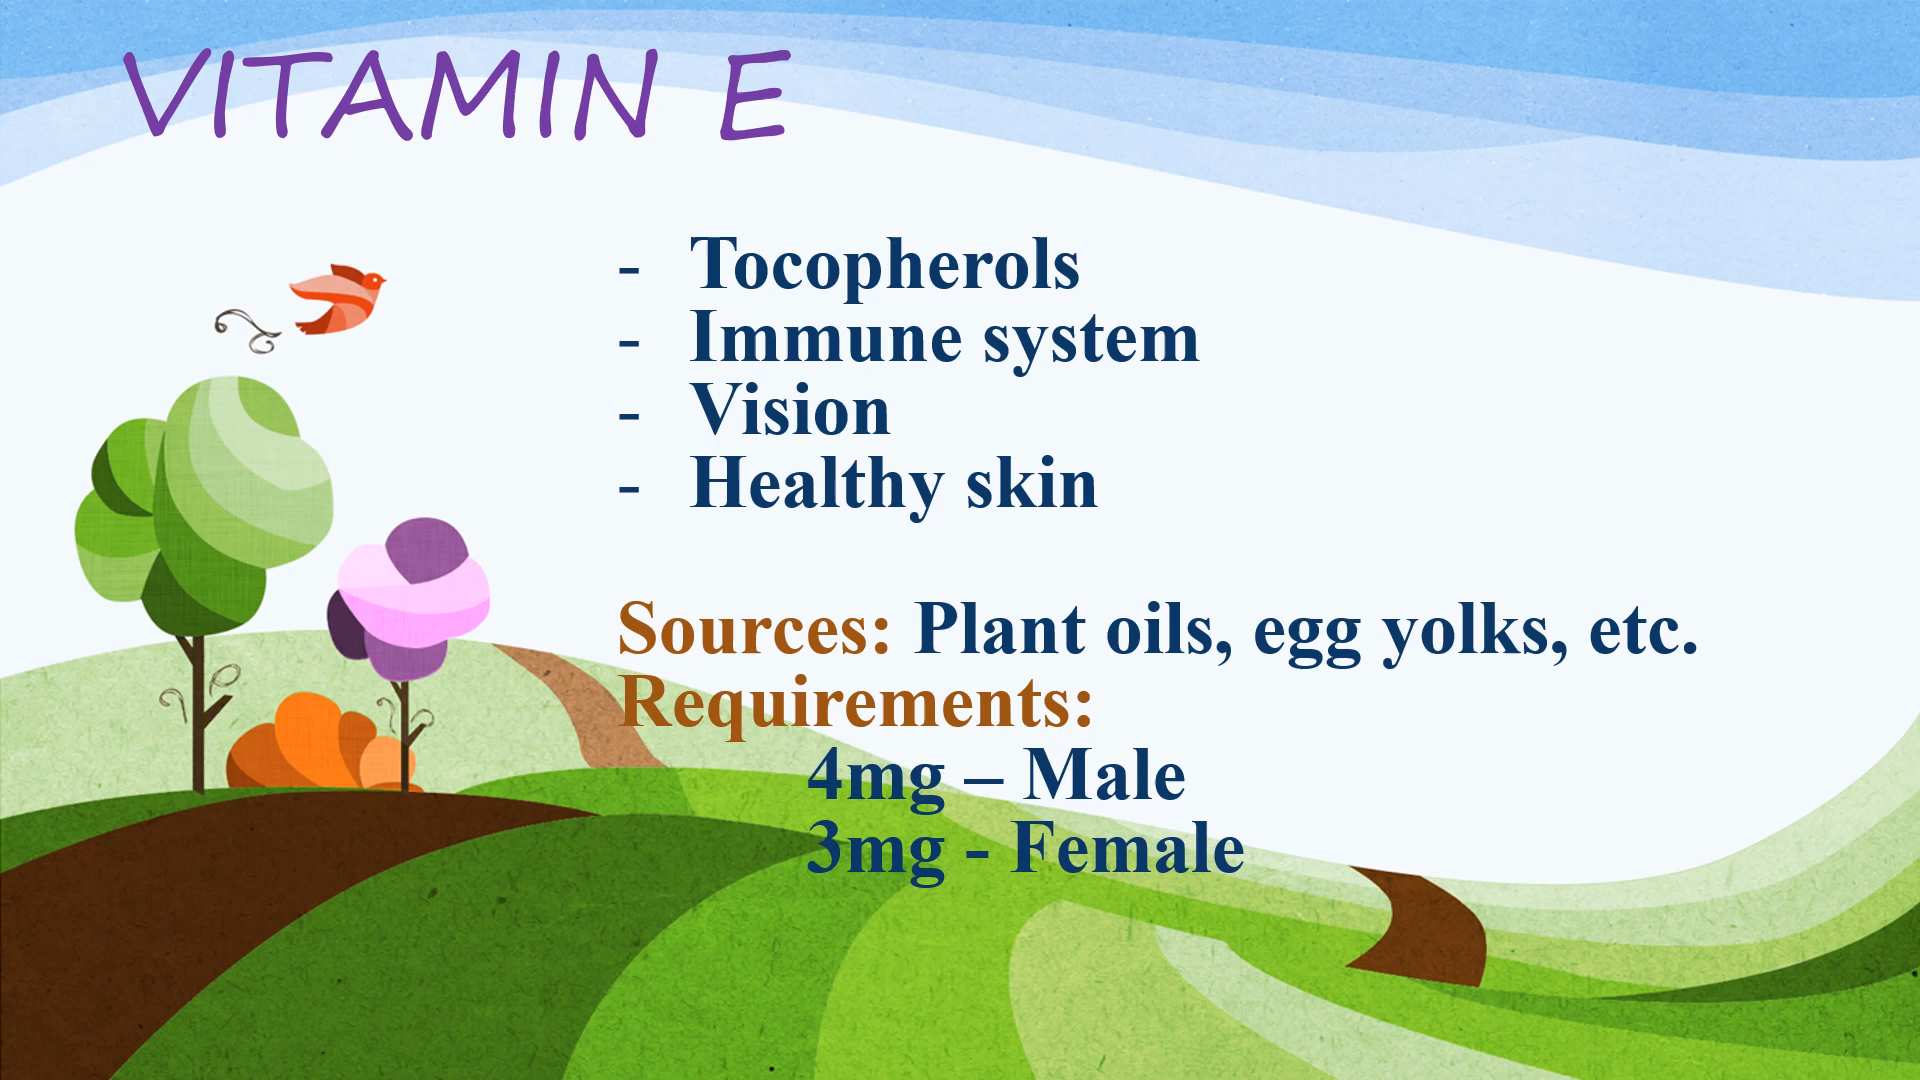 VITAMIN E
- Tocopherols
- Immune system
- Vision
- Healthy skin
Sources: Plant oils, egg yolks, etc.
Requirements:
4mg – Male
3mg - Female